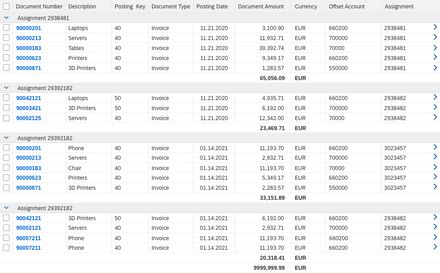 Document Number Description Posting Key Document Type Posting Date Document Amount Currency Offset Account Assignment
Assignment 2938481
90000201 Laptops 40 Invoice 11.21.2020 3,100.90 EUR 660200 2938481
90000213 Servers 40 Invoice 11.21.2020 11,932.71 EUR 700000 2938481
90000183 Tables 40 Invoice 11.21.2020 39,392.74 EUR 70000 2938481
90000623 Printers 40 Invoice 11.21.2020 9,349.17 EUR 660200 2938481
90000871 3D Printers 40 Invoice 11.21.2020 1,283.57 EUR 550000 2938481
65,056.09 EUR
Assignment 29392182
90042121 Laptops 50 Invoice 11.21.2020 4,935.71 EUR 660200 2938482
90003421 3D Printers 50 Invoice 11.21.2020 6,192.00 EUR 700000 2938482
90002125 Servers 40 Invoice 11.21.2020 12,342.00 EUR 70000 2938482
23,469.71 EUR
Assignment 29392182
90000201 Phone 40 Invoice 01.14.2021 11,193.70 EUR 660200 3023457
90000213 Servers 40 Invoice 01.14.2021 2,932.71 EUR 700000 3023457
90000183 Chair 40 Invoice 01.14.2021 11,193.70 EUR 70000 3023457
90000623 Printers 40 Invoice 01.14.2021 5,349.17 EUR 660200 3023457
90000871 3D Printers 40 Invoice 01.14.2021 2,283.57 EUR 550000 3023457
33,151.89 EUR
Assignment 29392182
90042121 3D Printers 50 Invoice 01.14.2021 6,192.00 EUR 660200 2938482
90002121 Servers 40 Invoice 01.14.2021 2,932.71 EUR 700000 2938482
90007211 Phone 40 Invoice 01.14.2021 11,193.70 EUR 660200 2938482
90007211 Phone 40 Invoice 01.14.2021 11,193.70 EUR 660200 2938482
20,318.41 EUR
9999,999.99 EUR